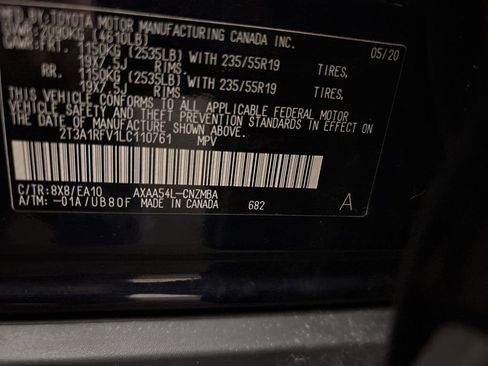 MFD BY:TOYOTA MOTOR MANUFACTURING CANADA INC.
GVWR: 2090KG (4610LB) 05/20
GAWR:FRT. 1150KG (2535LB) WITH 235/55R19 TIRES,
19X7.5J RIMS,
RR. 1150KG (2535LB) WITH 235/55R19 TIRES,
19X7.5J RIMS.
THIS VEHICLE CONFORMS TO ALL APPLICABLE FEDERAL MOTOR
VEHICLE SAFETY AND THEFT PREVENTION STANDARDS IN EFFECT ON
THE DATE OF MANUFACTURE SHOWN ABOVE.
2T3A1RFV1LC110761 MPV
C/TR:8X8/EA10 AXAA54L-CNZMBA
A/TM: -01A/UB80F MADE IN CANADA 682 A